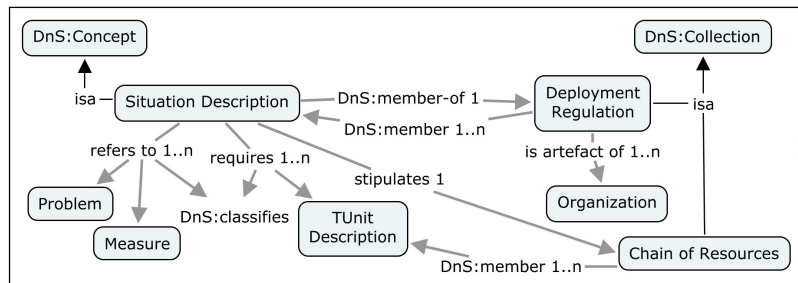 DnS:Concept
DnS:Collection
isa
Situation Description
DnS:member-of 1
DnS:member 1..n
Deployment
Regulation
isa
refers to 1..n
requires 1..n
stipulates 1
is artefact of 1..n
Problem
Measure
DnS:classifies
TUnit
Description
Organization
DnS:member 1..n
Chain of Resources